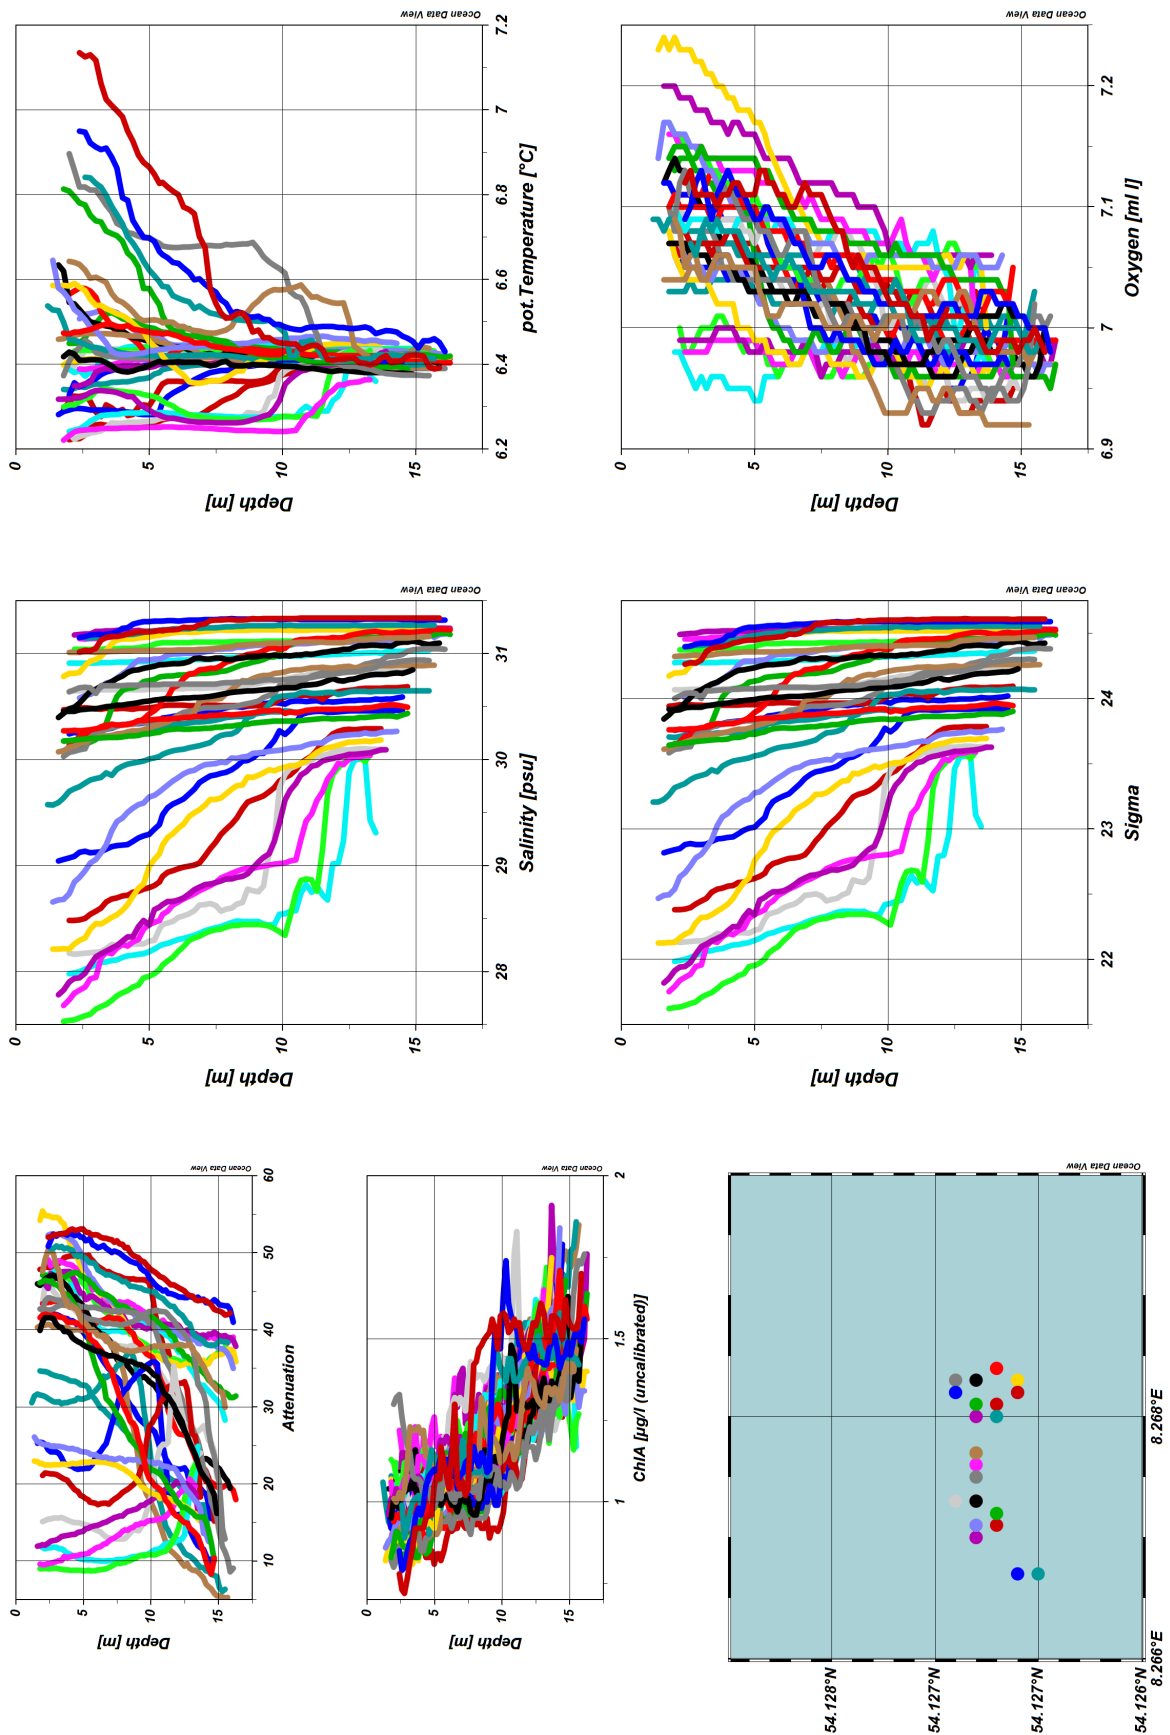 0
5
10
15
Depth [m]
10
20
30
40
50
60
Attenuation
Ocean Data View
0
5
10
15
Depth [m]
28
29
30
31
Salinity [psu]
Ocean Data View
0
5
10
15
Depth [m]
6.2
6.4
6.6
6.8
7
7.2
pot.Temperature [°C]
Ocean Data View
0
5
10
15
Depth [m]
1
1.5
2
ChlA [µg/l (uncalibrated)]
Ocean Data View
0
5
10
15
Depth [m]
22
23
24
Sigma
Ocean Data View
0
5
10
15
Depth [m]
6.9
7
7.1
7.2
Oxygen [ml l]
Ocean Data View
54.128°N
54.127°N
54.127°N
54.126°N
8.266°E
8.268°E
Ocean Data View